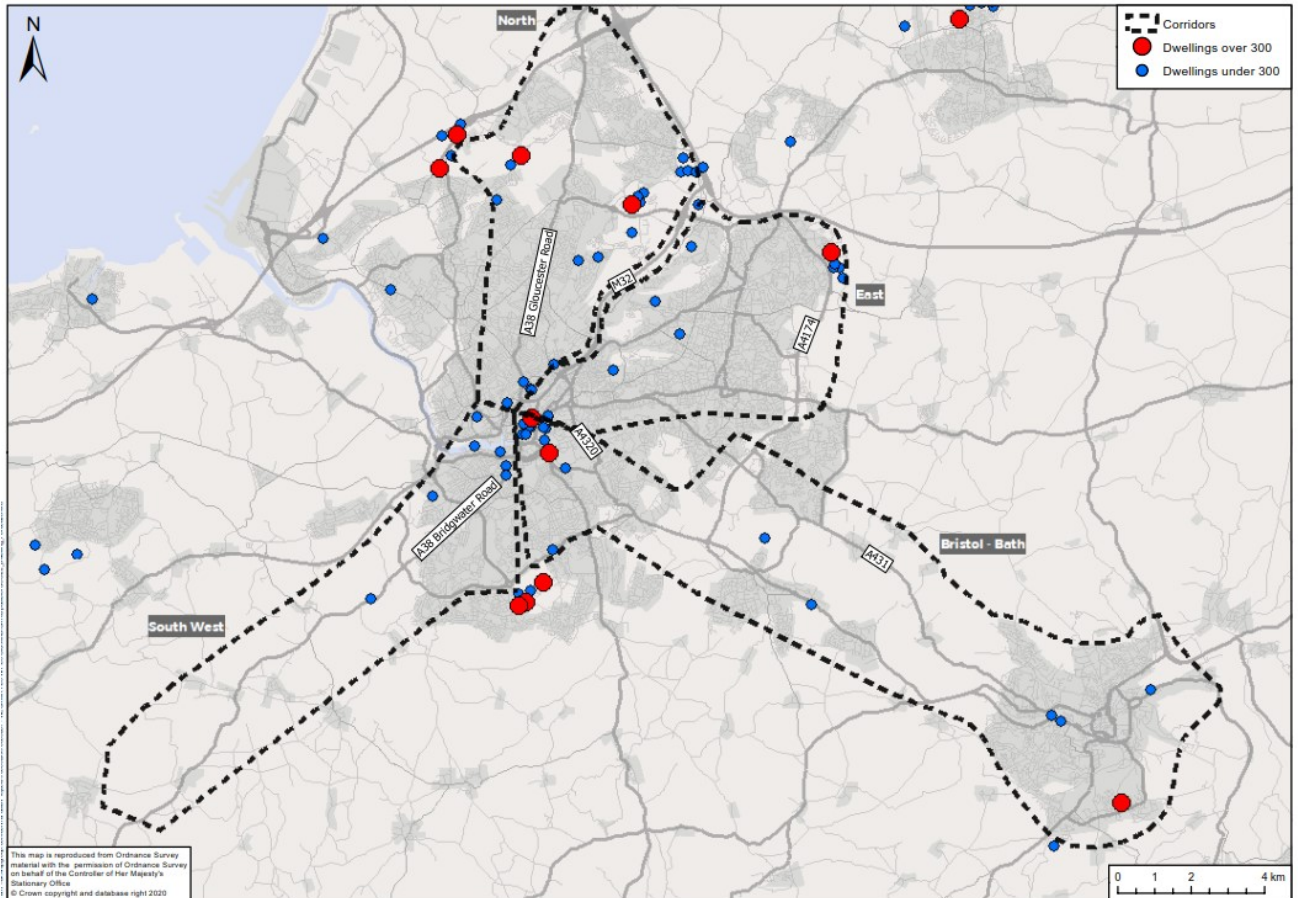 N
North
Corridors
Dwellings over 300
Dwellings under 300
A38 Gloucester Road
M32
East
A4174
A4320
A38 Bridgwater Road
Bristol - Bath
A431
South West
This map is reproduced from Ordnance Survey
material with the permission of Ordnance Survey
on behalf of the Controller of Her Majesty's
Stationary Office
© Crown copyright and database right 2020
0 1 2 4 km